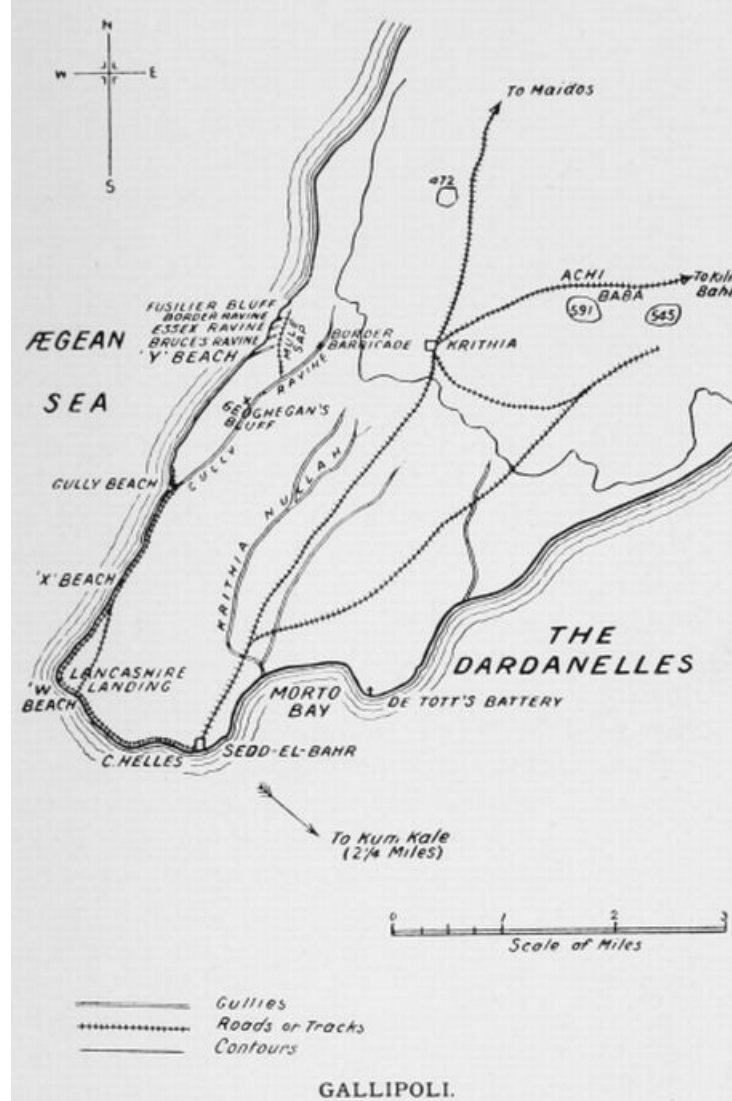 N
W E
S
To Maidos
472
ACHI
BABA
To Kili
Bahr
591
545
FUSILIER BLUFF
BORDER RAVINE
ESSEX RAVINE
BRUCE'S RAVINE
'Y' BEACH
MULE
SAP
BORDER
BARRICADE
KRITHIA
ÆGEAN
SEA
RAVINE
GEOGHEGAN'S
BLUFF
GULLY
GULLY BEACH
KRITHIA NULLAH
'X' BEACH
THE
DARDANELLES
LANCASHIRE
LANDING
'W'
BEACH
MORTO
BAY
DE TOTT'S BATTERY
C. HELLES
SEDD-EL-BAHR
To Kum Kale
(2¼ Miles)
0 1 2 3
Scale of Miles
Gullies
Roads or Tracks
Contours
GALLIPOLI.